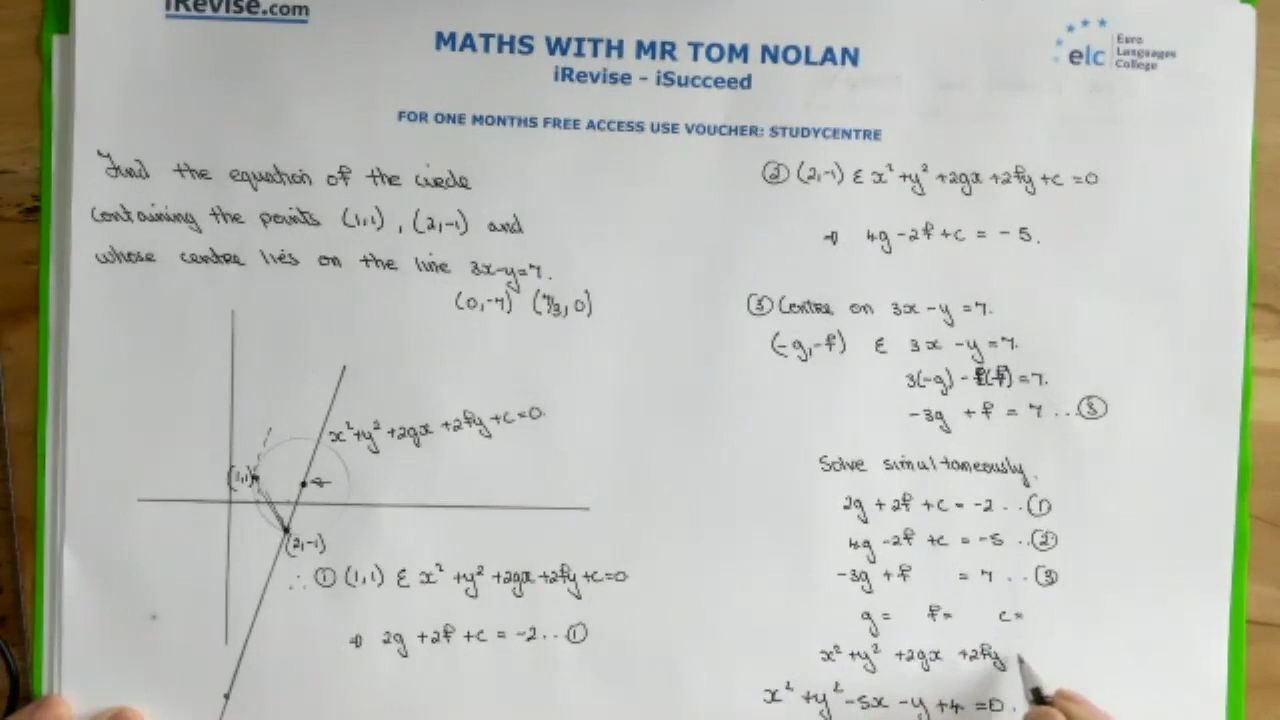 iRevise.com
MATHS WITH MR TOM NOLAN
iRevise - iSucceed
elc
Euro
Languages
College
FOR ONE MONTHS FREE ACCESS USE VOUCHER: STUDYCENTRE
Find the equation of the circle
containing the points (1,1), (2,-1) and
whose centre lies on the line 3x-y=7.
(0,-7) (7/3, 0)
x² + y² + 2gx + 2fy + c = 0
(1,1)
(2,-1)
∴ ① (1,1) ε x² + y² + 2gx + 2fy + c = 0
⇒ 2g + 2f + c = -2 .. ①
② (2,-1) ε x² + y² + 2gx + 2fy + c = 0
⇒ 4g - 2f + c = -5.
③ Centre on 3x - y = 7.
(-g,-f) ε 3x - y = 7.
3(-g) - (-f) = 7.
-3g + f = 7 ... ③
Solve simultaneously.
2g + 2f + c = -2 .. ①
4g - 2f + c = -5 .. ②
-3g + f = 7 .. ③
g = f = c =
x² + y² + 2gx + 2fy
x² + y² - 5x - y + 4 = 0.